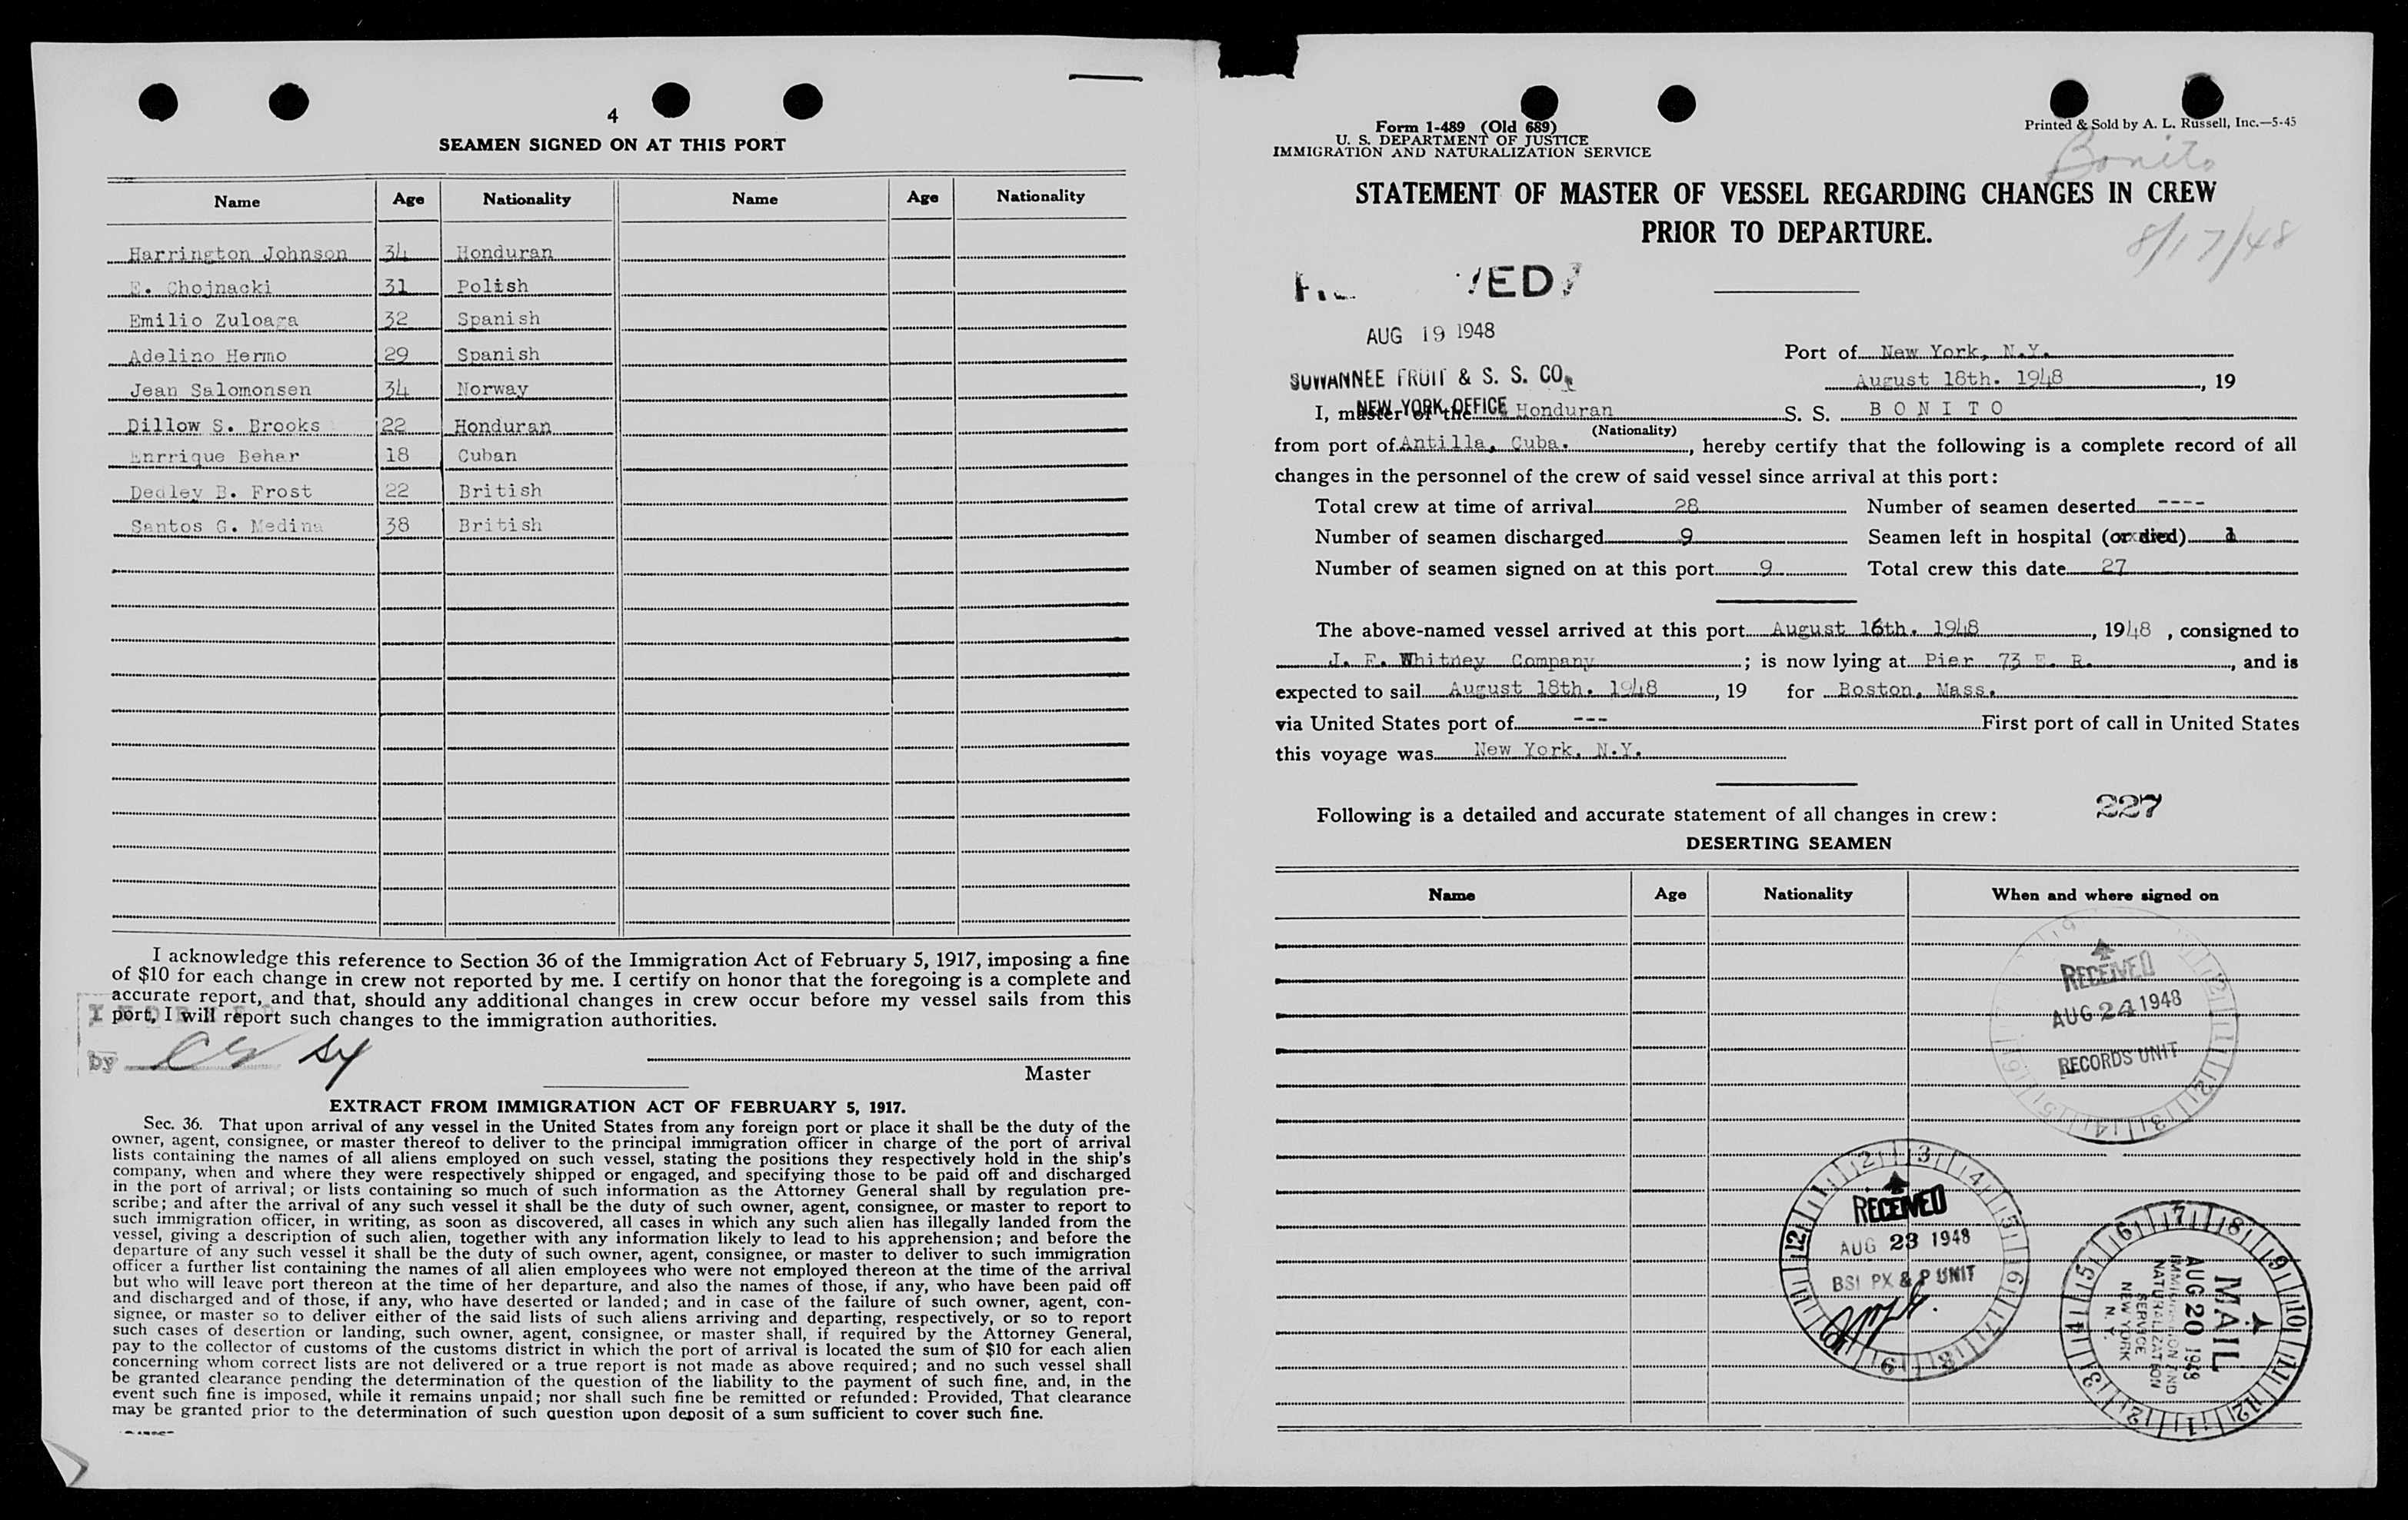 4
SEAMEN SIGNED ON AT THIS PORT
Name Age Nationality Name Age Nationality
Harrington Johnson 34 Honduran
E. Chojnacki 31 Polish
Emilio Zuloaga 32 Spanish
Adelino Hermo 29 Spanish
Jean Salomonsen 34 Norway
Dillow S. Brooks 22 Honduran
Enrrique Behar 18 Cuban
Dedley B. Frost 22 British
Santos G. Medina 38 British
I acknowledge this reference to Section 36 of the Immigration Act of February 5, 1917, imposing a fine
of $10 for each change in crew not reported by me. I certify on honor that the foregoing is a complete and
accurate report, and that, should any additional changes in crew occur before my vessel sails from this
port, I will report such changes to the immigration authorities.
by
Master
EXTRACT FROM IMMIGRATION ACT OF FEBRUARY 5, 1917.
Sec. 36. That upon arrival of any vessel in the United States from any foreign port or place it shall be the duty of the
owner, agent, consignee, or master thereof to deliver to the principal immigration officer in charge of the port of arrival
lists containing the names of all aliens employed on such vessel, stating the positions they respectively hold in the ship's
company, when and where they were respectively shipped or engaged, and specifying those to be paid off and discharged
in the port of arrival; or lists containing so much of such information as the Attorney General shall by regulation pre-
scribe; and after the arrival of any such vessel it shall be the duty of such owner, agent, consignee, or master to report to
such immigration officer, in writing, as soon as discovered, all cases in which any such alien has illegally landed from the
vessel, giving a description of such alien, together with any information likely to lead to his apprehension; and before the
departure of any such vessel it shall be the duty of such owner, agent, consignee, or master to deliver to such immigration
officer a further list containing the names of all alien employees who were not employed thereon at the time of the arrival
but who will leave port thereon at the time of her departure, and also the names of those, if any, who have been paid off
and discharged and of those, if any, who have deserted or landed; and in case of the failure of such owner, agent, con-
signee, or master so to deliver either of the said lists of such aliens arriving and departing, respectively, or so to report
such cases of desertion or landing, such owner, agent, consignee, or master shall, if required by the Attorney General,
pay to the collector of customs of the customs district in which the port of arrival is located the sum of $10 for each alien
concerning whom correct lists are not delivered or a true report is not made as above required; and no such vessel shall
be granted clearance pending the determination of the question of the liability to the payment of such fine, and, in the
event such fine is imposed, while it remains unpaid; nor shall such fine be remitted or refunded: Provided, That clearance
may be granted prior to the determination of such question upon deposit of a sum sufficient to cover such fine.
Form 1-489 (Old 689)
U. S. DEPARTMENT OF JUSTICE
IMMIGRATION AND NATURALIZATION SERVICE
Printed & Sold by A. L. Russell, Inc.—5-45
Bonito
STATEMENT OF MASTER OF VESSEL REGARDING CHANGES IN CREW
PRIOR TO DEPARTURE.
8/17/48
AUG 19 1948
SUWANNEE FRUIT & S. S. CO.
NEW YORK OFFICE
Port of New York, N.Y.
August 18th. 1948, 19
I, master of the Honduran S. S. BONITO
(Nationality)
from port of Antilla, Cuba., hereby certify that the following is a complete record of all
changes in the personnel of the crew of said vessel since arrival at this port:
Total crew at time of arrival 28 Number of seamen deserted ----
Number of seamen discharged 9 Seamen left in hospital (or died) 1
Number of seamen signed on at this port 9 Total crew this date 27
The above-named vessel arrived at this port August 16th. 1948, 1948, consigned to
J. F. Whitney Company; is now lying at Pier 73 E. R., and is
expected to sail August 18th. 1948, 19 for Boston, Mass.
via United States port of --- First port of call in United States
this voyage was New York, N.Y.
Following is a detailed and accurate statement of all changes in crew:
227
DESERTING SEAMEN
Name Age Nationality When and where signed on
RECEIVED
AUG 24 1948
RECORDS UNIT
RECEIVED
AUG 23 1948
BSI PX & P UNIT
MAIL
AUG 20 1948
IMMIGRATION AND
NATURALIZATION
SERVICE
NEW YORK
N. Y.